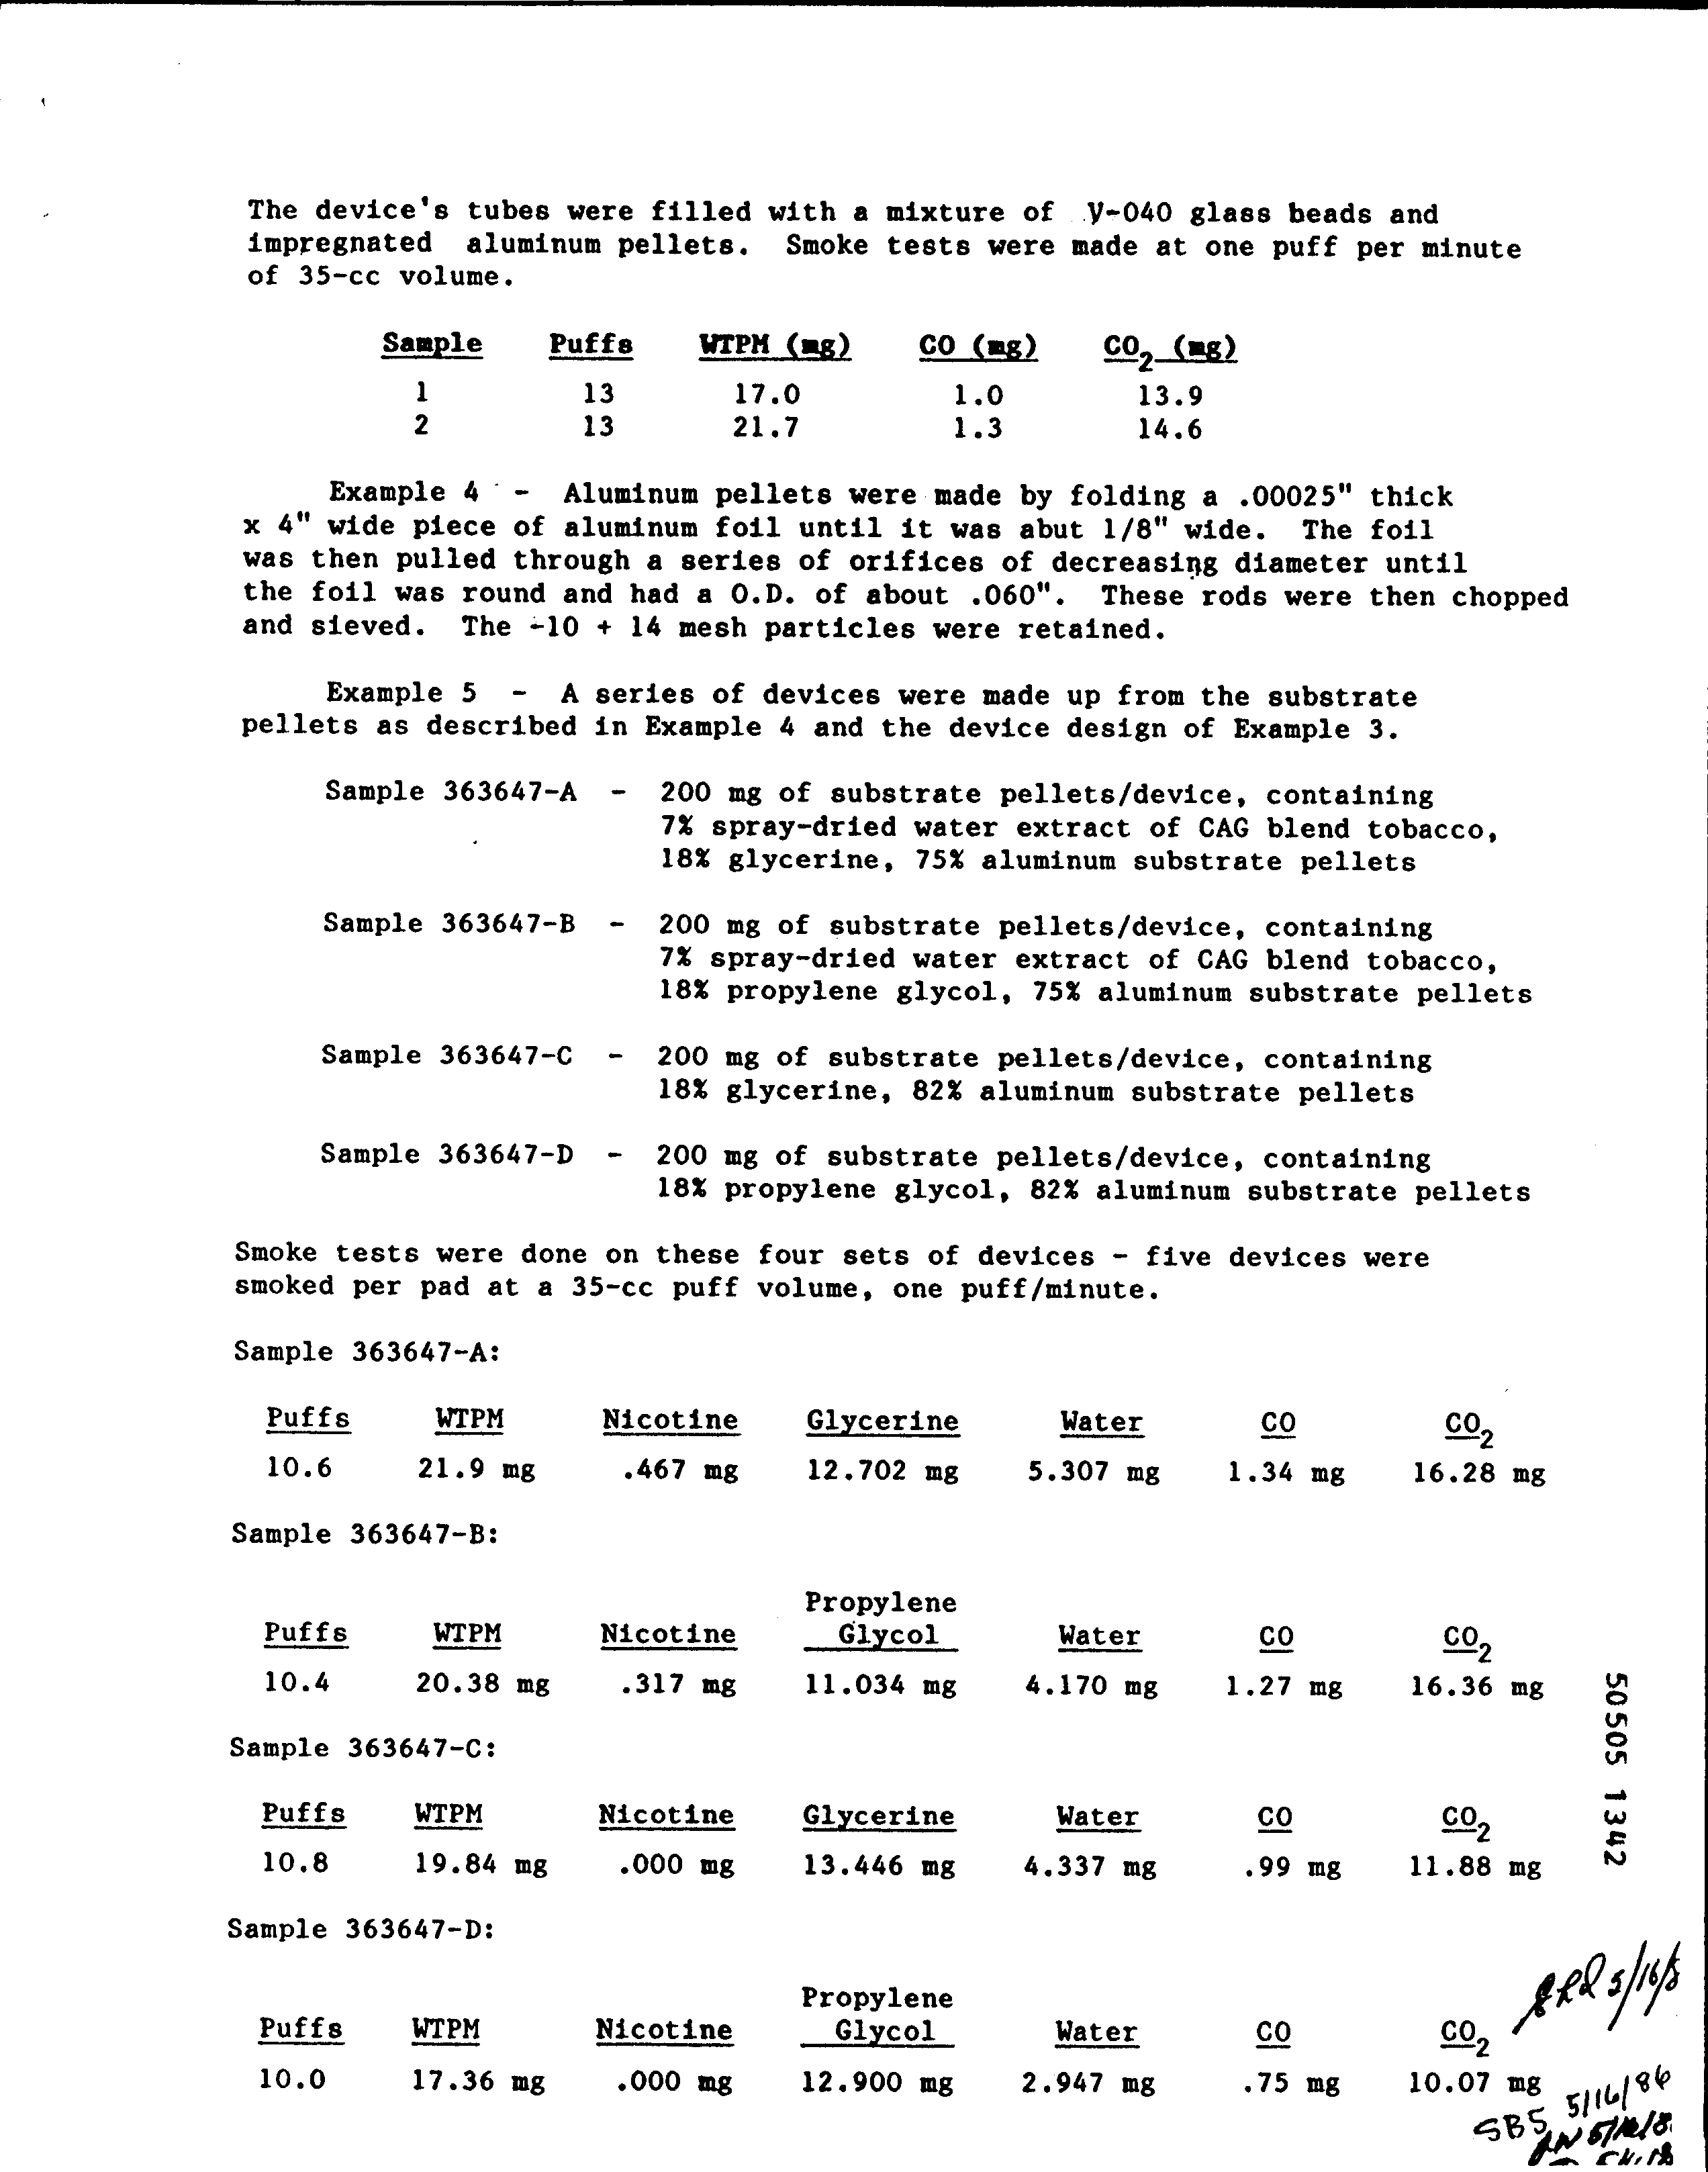 The device's tubes were filled with a mixture of V-040 glass beads and
impregnated aluminum pellets. Smoke tests were made at one puff per minute
of 35-cc volume.
Sample Puffs WTPM (mg) CO (mg) CO2 (mg)
1 13 17.0 1.0 13.9
2 13 21.7 1.3 14.6
Example 4 - Aluminum pellets were made by folding a .00025" thick
x 4" wide piece of aluminum foil until it was abut 1/8" wide. The foil
was then pulled through a series of orifices of decreasing diameter until
the foil was round and had a O.D. of about .060". These rods were then chopped
and sieved. The -10 + 14 mesh particles were retained.
Example 5 - A series of devices were made up from the substrate
pellets as described in Example 4 and the device design of Example 3.
Sample 363647-A - 200 mg of substrate pellets/device, containing
7% spray-dried water extract of CAG blend tobacco,
18% glycerine, 75% aluminum substrate pellets
Sample 363647-B - 200 mg of substrate pellets/device, containing
7% spray-dried water extract of CAG blend tobacco,
18% propylene glycol, 75% aluminum substrate pellets
Sample 363647-C - 200 mg of substrate pellets/device, containing
18% glycerine, 82% aluminum substrate pellets
Sample 363647-D - 200 mg of substrate pellets/device, containing
18% propylene glycol, 82% aluminum substrate pellets
Smoke tests were done on these four sets of devices - five devices were
smoked per pad at a 35-cc puff volume, one puff/minute.
Sample 363647-A:
Puffs WTPM Nicotine Glycerine Water CO CO2
10.6 21.9 mg .467 mg 12.702 mg 5.307 mg 1.34 mg 16.28 mg
Sample 363647-B:
Propylene
Puffs WTPM Nicotine Glycol Water CO CO2
10.4 20.38 mg .317 mg 11.034 mg 4.170 mg 1.27 mg 16.36 mg
Sample 363647-C:
Puffs WTPM Nicotine Glycerine Water CO CO2
10.8 19.84 mg .000 mg 13.446 mg 4.337 mg .99 mg 11.88 mg
Sample 363647-D:
Propylene
Puffs WTPM Nicotine Glycol Water CO CO2
10.0 17.36 mg .000 mg 12.900 mg 2.947 mg .75 mg 10.07 mg
50505 1342
SBS 5/16/86